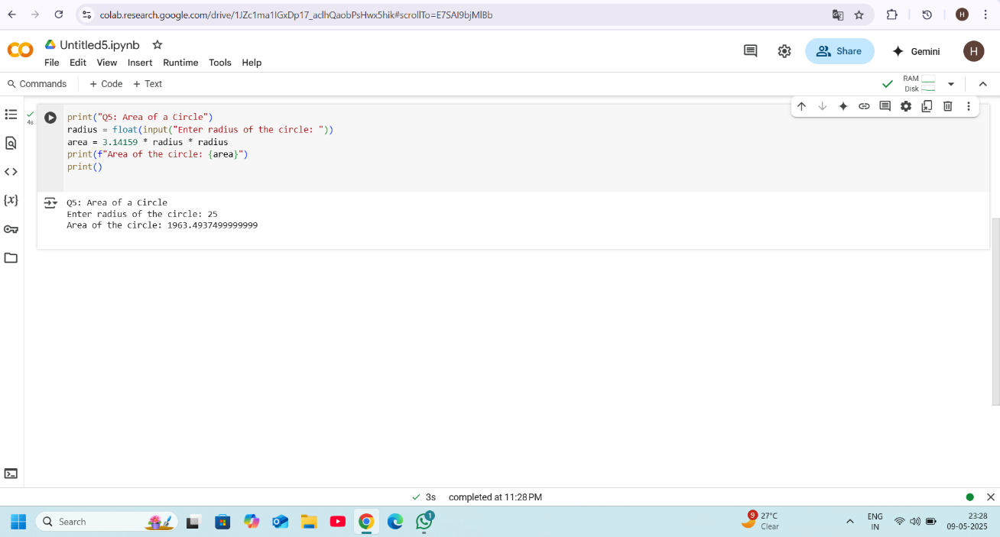 colab.research.google.com/drive/1JZc1ma1IGxDp17_aclhQaobPsHwx5hik#scrollTo=E7SAI9bjMlBb
H
Untitled5.ipynb
File Edit View Insert Runtime Tools Help
Share
Gemini
H
Commands + Code + Text
RAM
Disk
4s
print("Q5: Area of a Circle")
radius = float(input("Enter radius of the circle: "))
area = 3.14159 * radius * radius
print(f"Area of the circle: {area}")
print()
{x}
Q5: Area of a Circle
Enter radius of the circle: 25
Area of the circle: 1963.4937499999999
3s completed at 11:28 PM
Search
1
9
27°C
Clear
ENG
IN
23:28
09-05-2025